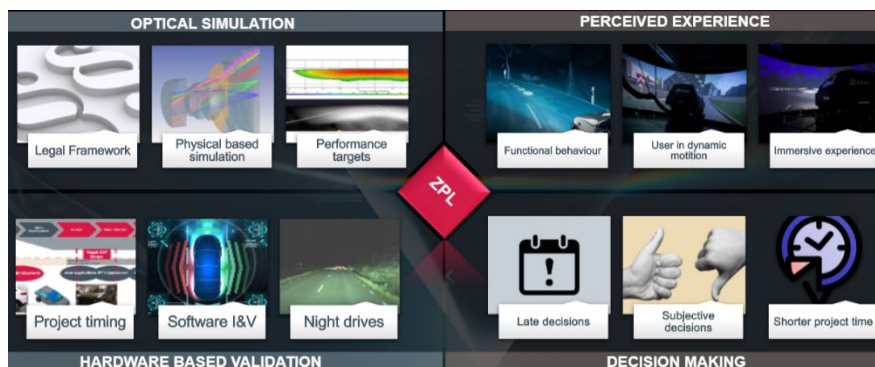 OPTICAL SIMULATION
PERCEIVED EXPERIENCE
Legal Framework
Physical based
simulation
Performance
targets
Functional behaviour
User in dynamic
motition
Immersive experience
ZPL
Project timing
Software I&V
Night drives
Late decisions
Subjective
decisions
Shorter project time
HARDWARE BASED VALIDATION
DECISION MAKING